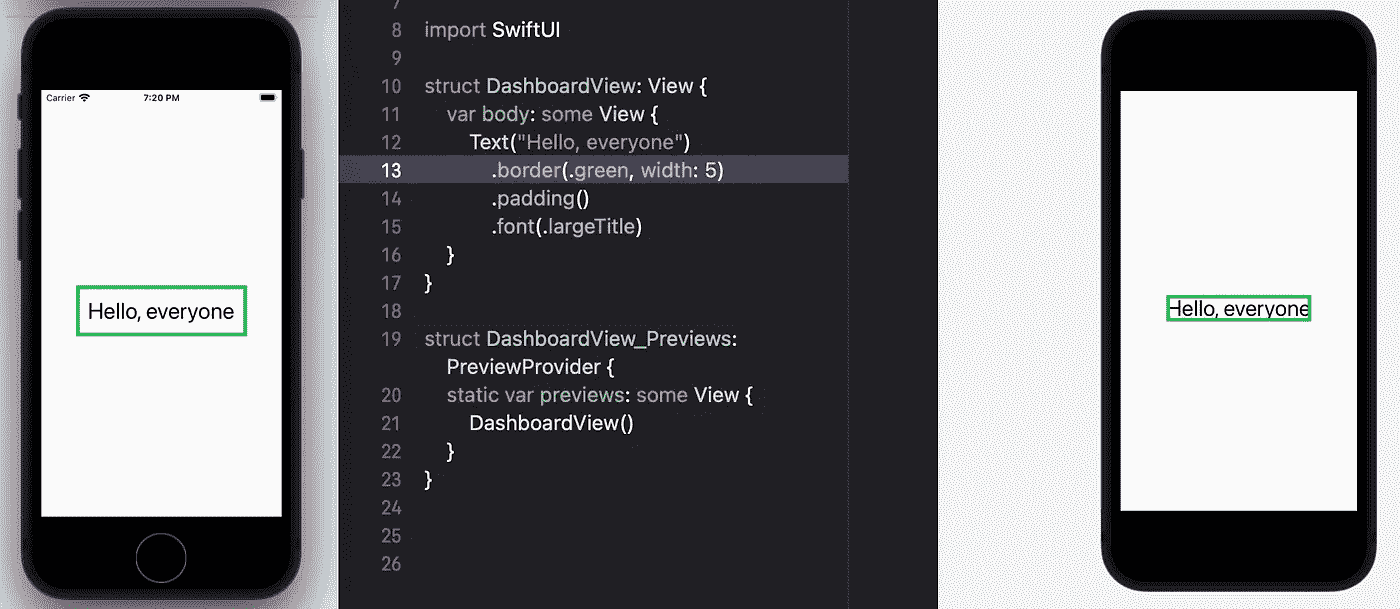 Carrier 7:20 PM
Hello, everyone
7
8 import SwiftUI
9
10 struct DashboardView: View {
11 var body: some View {
12 Text("Hello, everyone")
13 .border(.green, width: 5)
14 .padding()
15 .font(.largeTitle)
16 }
17 }
18
19 struct DashboardView_Previews:
PreviewProvider {
20 static var previews: some View {
21 DashboardView()
22 }
23 }
24
25
26
Hello, everyone